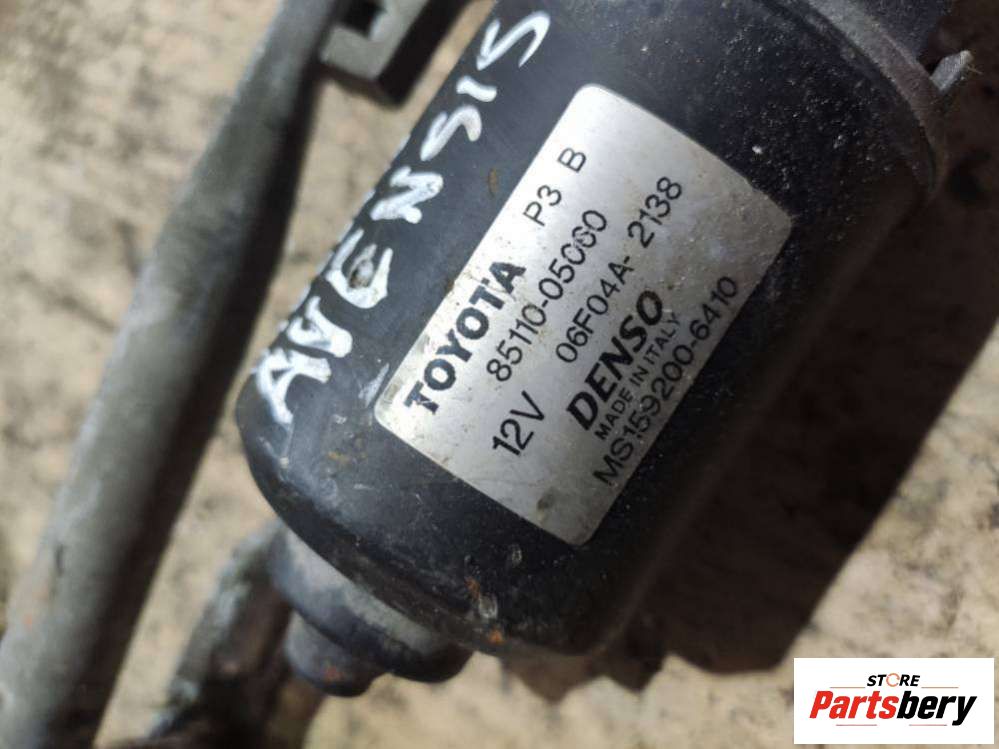 AVENSIS
TOYOTA P3 B
85110-05060
12V 06F04A-2138
DENSO
MADE IN ITALY
MS159200-6410
STORE
Partsbery